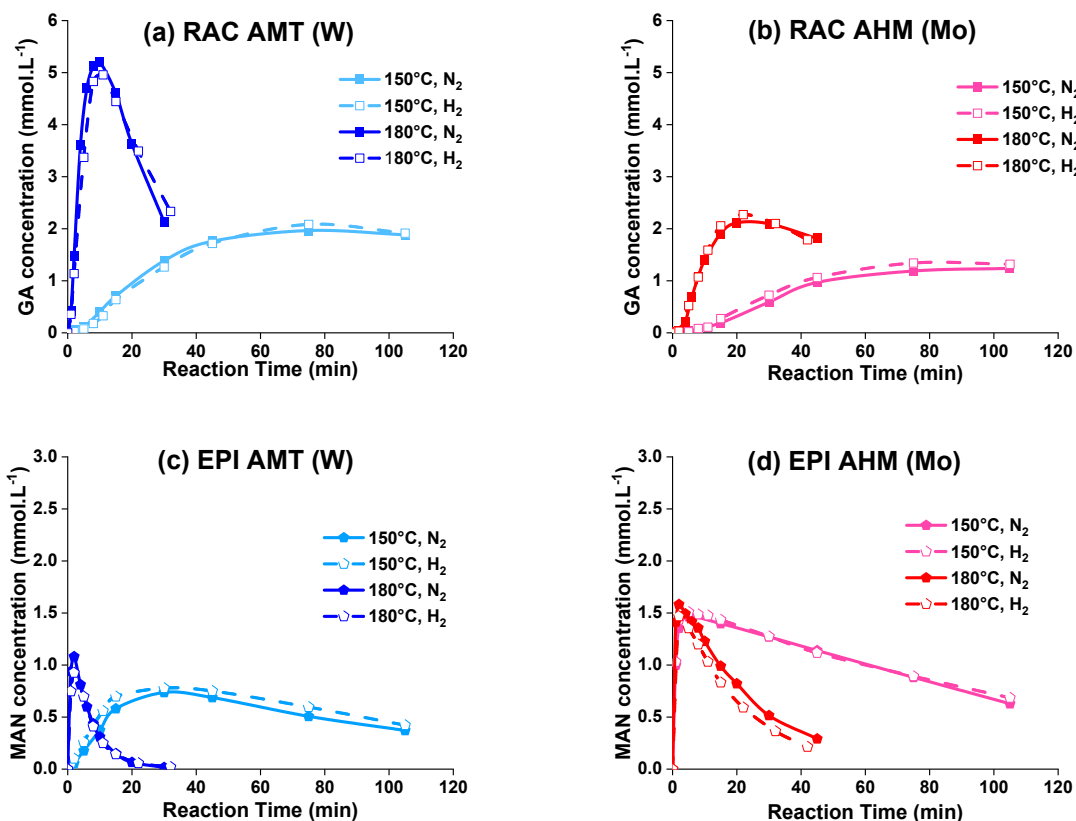 (a) RAC AMT (W)
GA concentration (mmol.L⁻¹)
6
5
4
3
2
1
0
150°C, N₂
150°C, H₂
180°C, N₂
180°C, H₂
0 20 40 60 80 100 120
Reaction Time (min)
(b) RAC AHM (Mo)
GA concentration (mmol.L⁻¹)
6
5
4
3
2
1
0
150°C, N₂
150°C, H₂
180°C, N₂
180°C, H₂
0 20 40 60 80 100 120
Reaction Time (min)
(c) EPI AMT (W)
MAN concentration (mmol.L⁻¹)
3.0
2.5
2.0
1.5
1.0
0.5
0.0
150°C, N₂
150°C, H₂
180°C, N₂
180°C, H₂
0 20 40 60 80 100 120
Reaction Time (min)
(d) EPI AHM (Mo)
MAN concentration (mmol.L⁻¹)
3.0
2.5
2.0
1.5
1.0
0.5
0.0
150°C, N₂
150°C, H₂
180°C, N₂
180°C, H₂
0 20 40 60 80 100 120
Reaction Time (min)